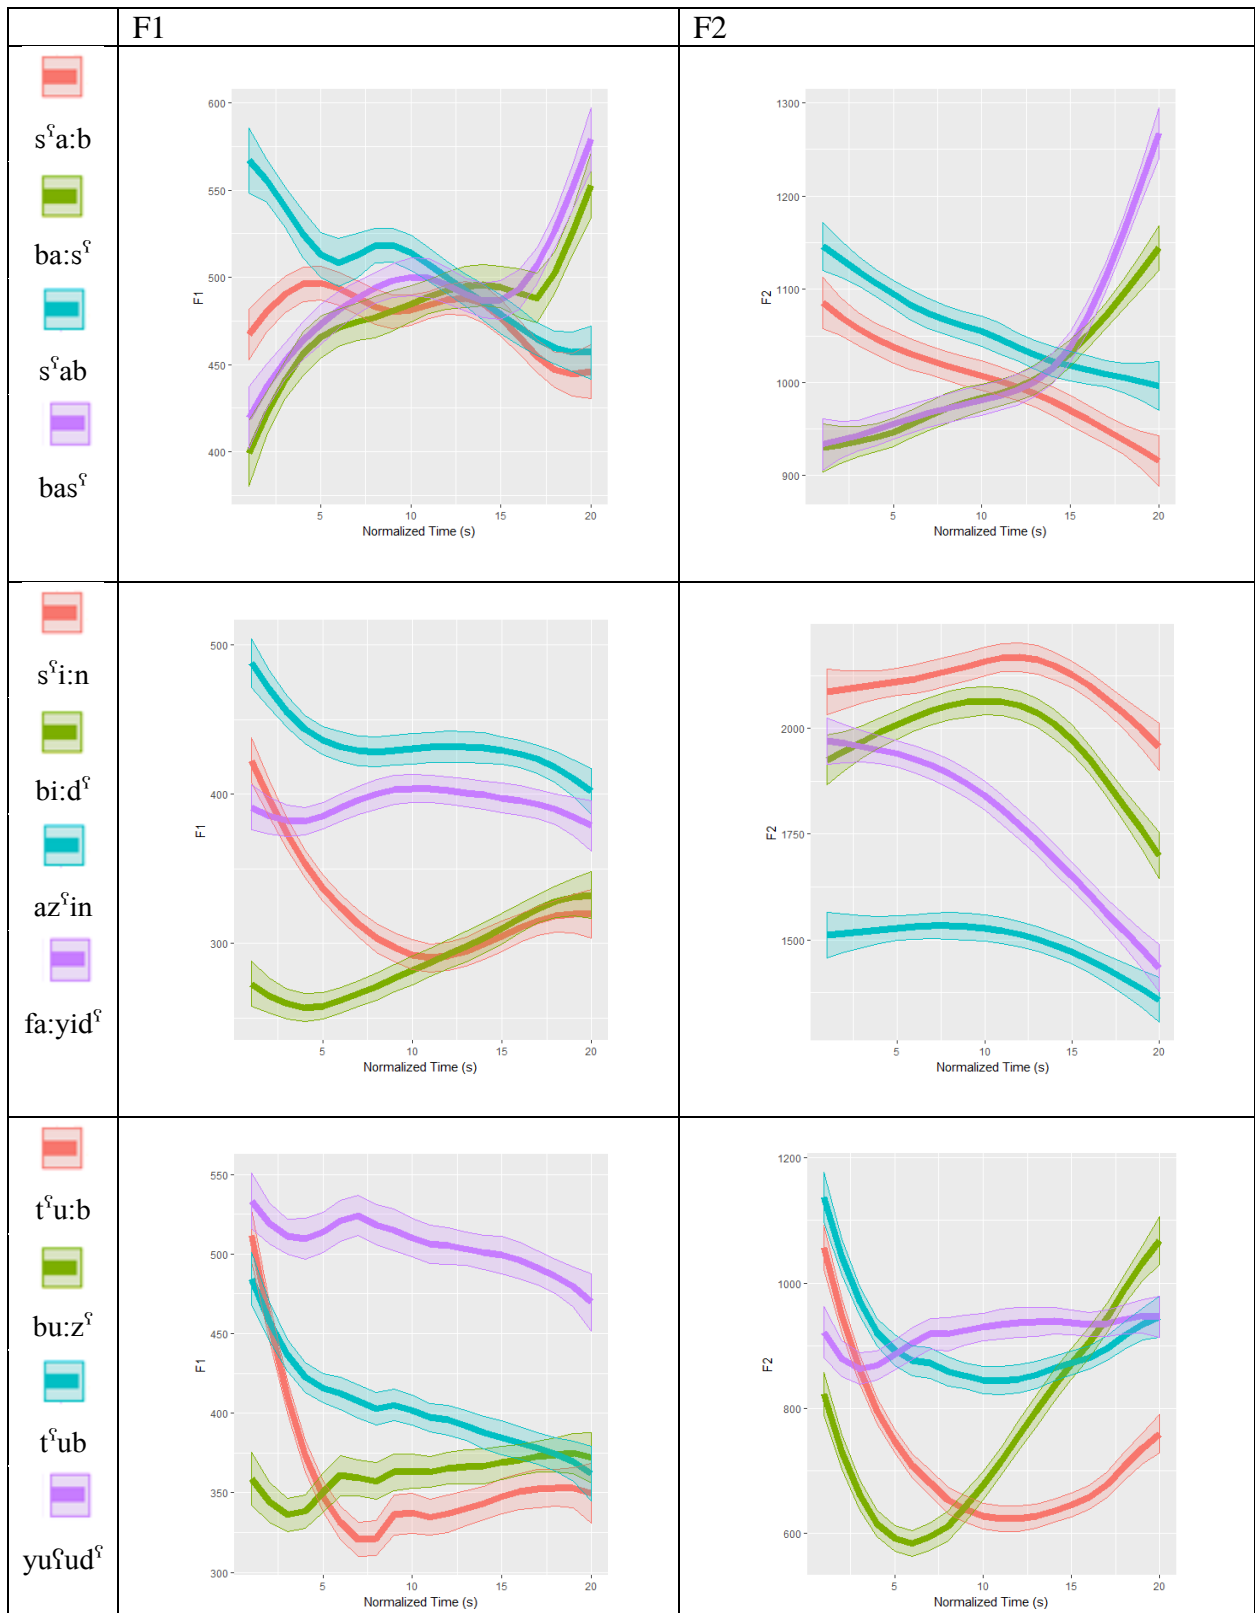 F1 F2
sˤa:b
ba:sˤ
sˤab
basˤ
600
550
500
450
400
F1
5 10 15 20
Normalized Time (s)
1300
1200
1100
1000
900
F2
5 10 15 20
Normalized Time (s)
sˤi:n
bi:dˤ
azˤin
fa:yidˤ
500
400
300
F1
5 10 15 20
Normalized Time (s)
2000
1750
1500
F2
5 10 15 20
Normalized Time (s)
tˤu:b
bu:zˤ
tˤub
yuʕudˤ
550
500
450
400
350
300
F1
5 10 15 20
Normalized Time (s)
1200
1000
800
600
F2
5 10 15 20
Normalized Time (s)